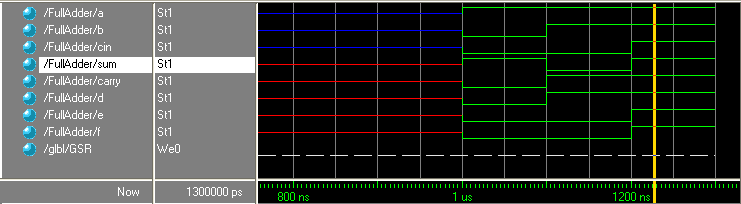 /FullAdder/a St1
/FullAdder/b St1
/FullAdder/cin St1
/FullAdder/sum St1
/FullAdder/carry St1
/FullAdder/d St1
/FullAdder/e St1
/FullAdder/f St1
/glbl/GSR We0
Now 1300000 ps 800 ns 1 us 1200 ns